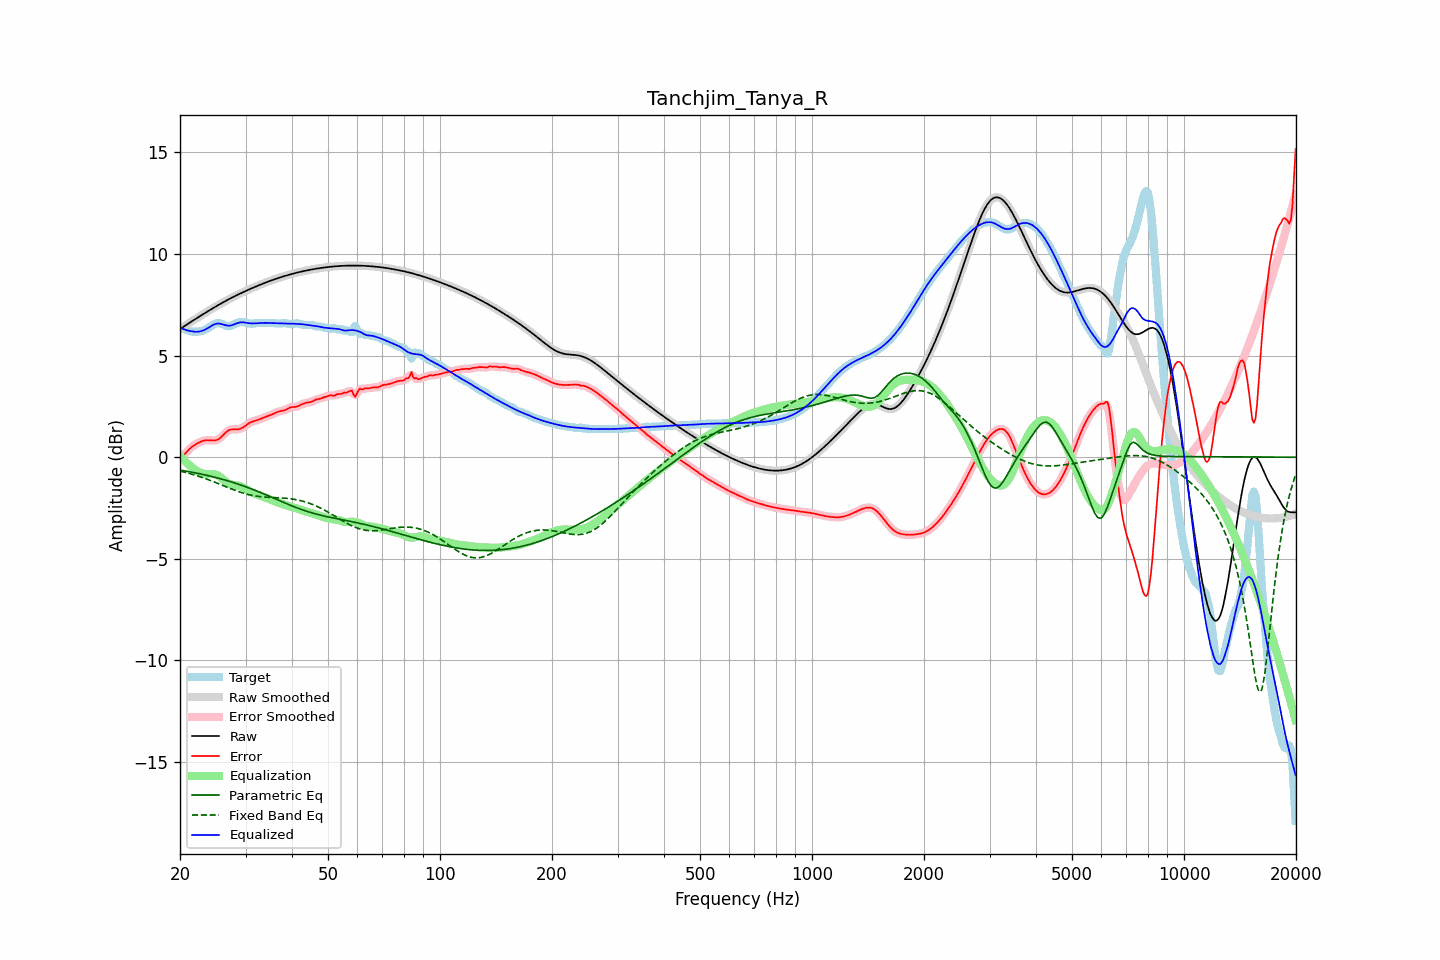 Tanchjim_Tanya_R
Amplitude (dBr)
15
10
5
0
−5
−10
−15
Target
Raw Smoothed
Error Smoothed
Raw
Error
Equalization
Parametric Eq
Fixed Band Eq
Equalized
20 50 100 200 500 1000 2000 5000 10000 20000
Frequency (Hz)